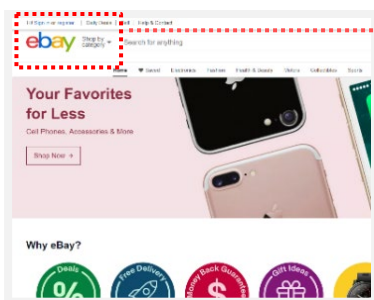 Hi! Sign in or register | Daily Deals | Sell | Help & Contact
ebay Shop by category Search for anything
Home Saved Electronics Fashion Health & Beauty Motors Collectibles Sports
Your Favorites
for Less
Cell Phones, Accessories & More
Shop Now →
Why eBay?
Deals
%
Free Delivery
Money Back Guarantee
$
Gift Ideas